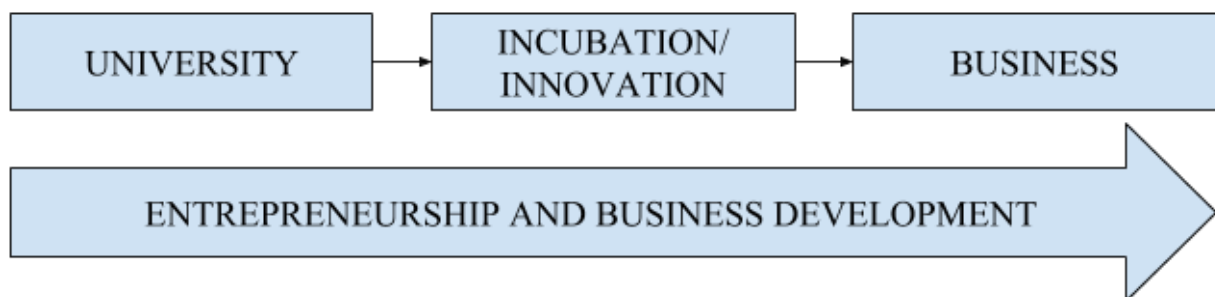 UNIVERSITY
INCUBATION/
INNOVATION
BUSINESS
ENTREPRENEURSHIP AND BUSINESS DEVELOPMENT